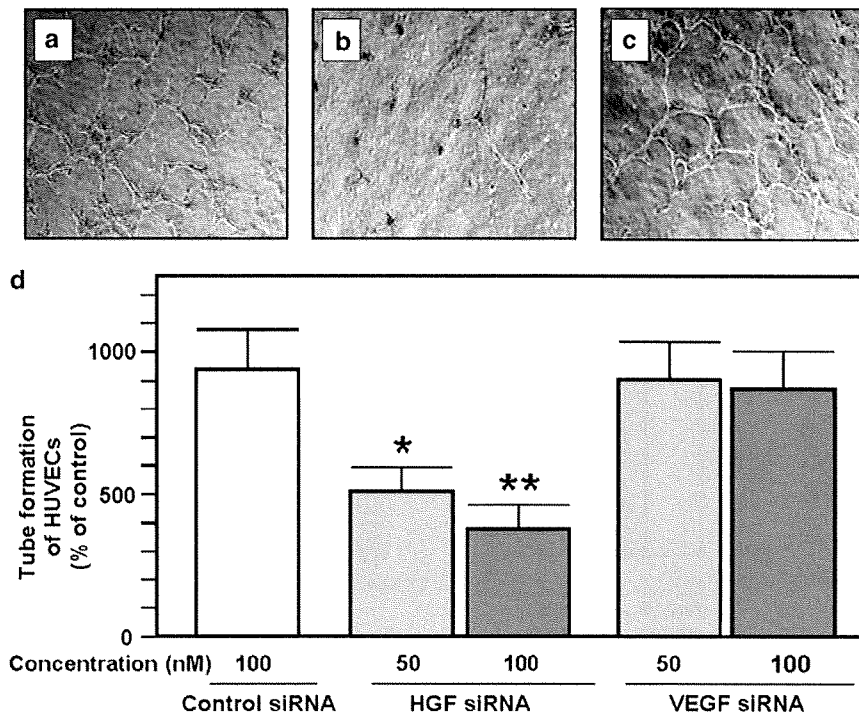 a b c
d
Tube formation
of HUVECs
(% of control)
1000
500
0
*
**
Concentration (nM) 100 50 100 50 100
Control siRNA HGF siRNA VEGF siRNA